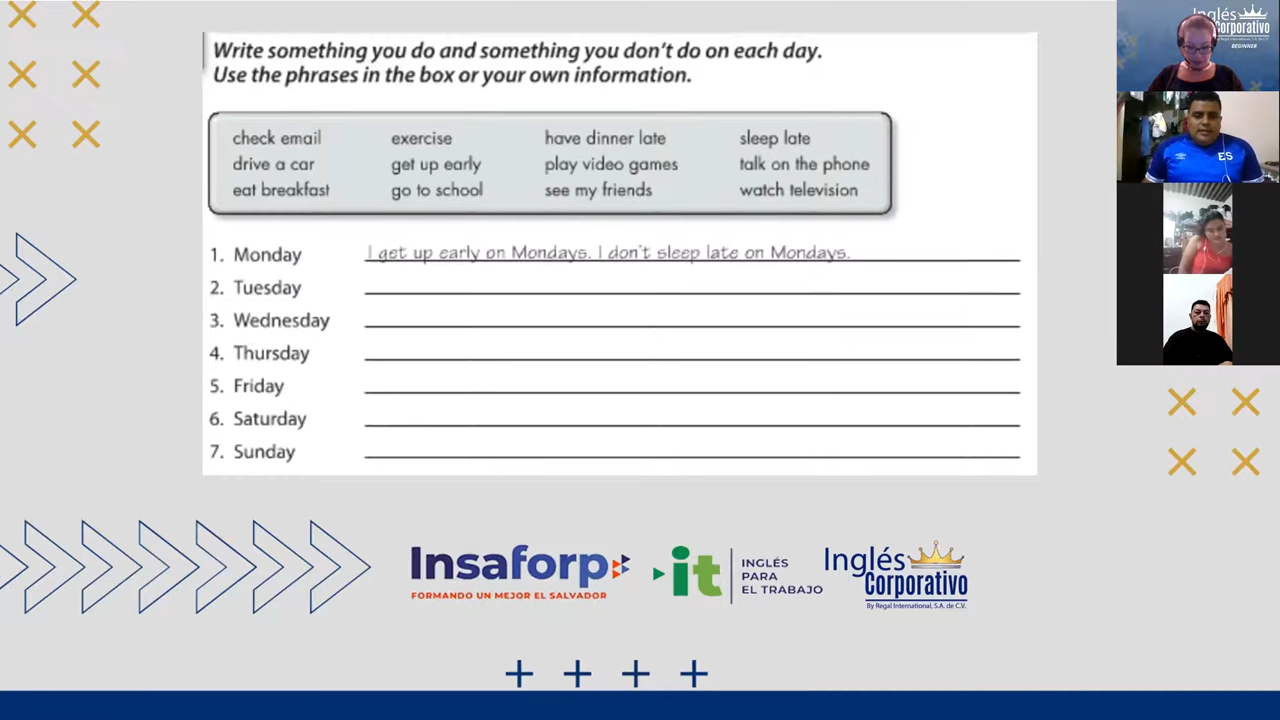 Write something you do and something you don't do on each day.
Use the phrases in the box or your own information.
check email exercise have dinner late sleep late
drive a car get up early play video games talk on the phone
eat breakfast go to school see my friends watch television
1. Monday I get up early on Mondays. I don't sleep late on Mondays.
2. Tuesday
3. Wednesday
4. Thursday
5. Friday
6. Saturday
7. Sunday
Insaforp
FORMANDO UN MEJOR EL SALVADOR
it
INGLÉS
PARA
EL TRABAJO
Inglés
Corporativo
By Regal International, S.A. de C.V.
Inglés
Corporativo
By Regal International, S.A. de C.V.
BEGINNER
ES